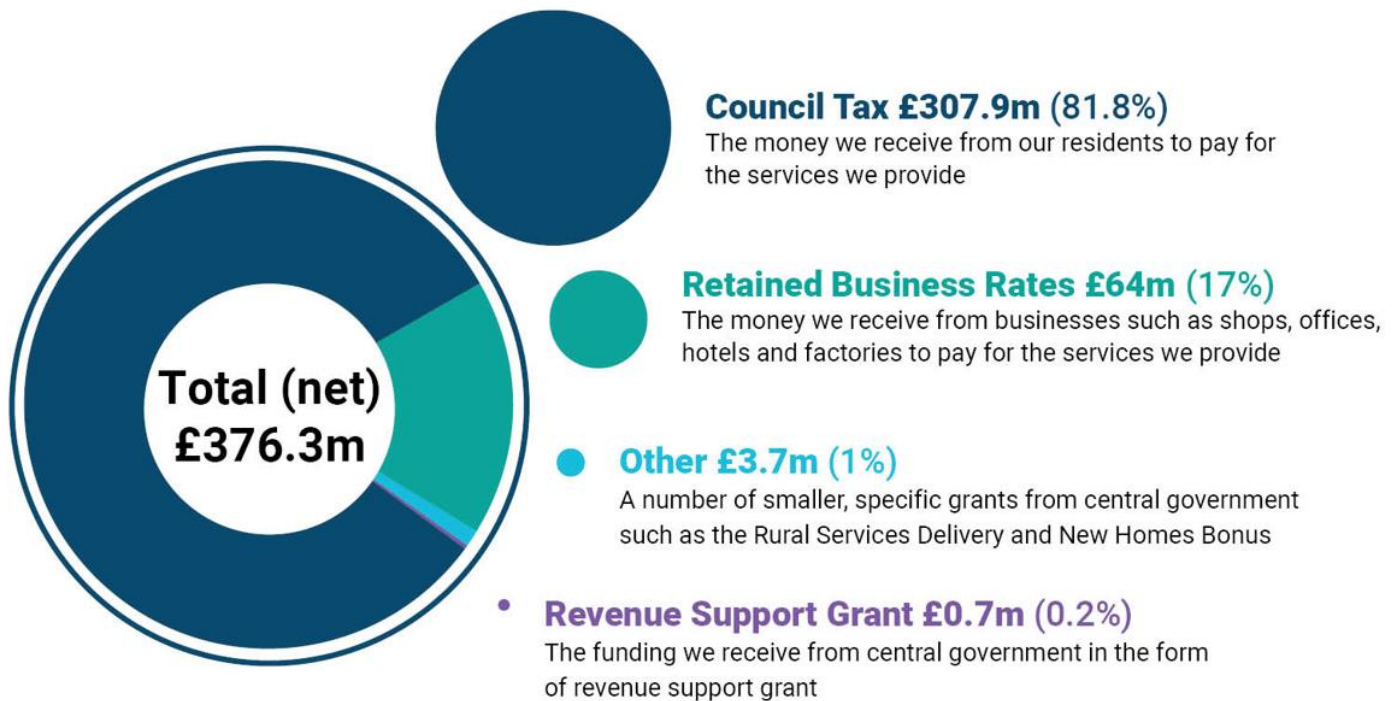 Council Tax £307.9m (81.8%)
The money we receive from our residents to pay for
the services we provide
Retained Business Rates £64m (17%)
The money we receive from businesses such as shops, offices,
hotels and factories to pay for the services we provide
Total (net)
£376.3m
Other £3.7m (1%)
A number of smaller, specific grants from central government
such as the Rural Services Delivery and New Homes Bonus
Revenue Support Grant £0.7m (0.2%)
The funding we receive from central government in the form
of revenue support grant